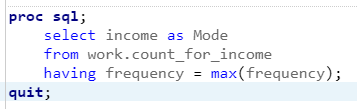 proc sql;
select income as Mode
from work.count_for_income
having frequency = max(frequency);
quit;